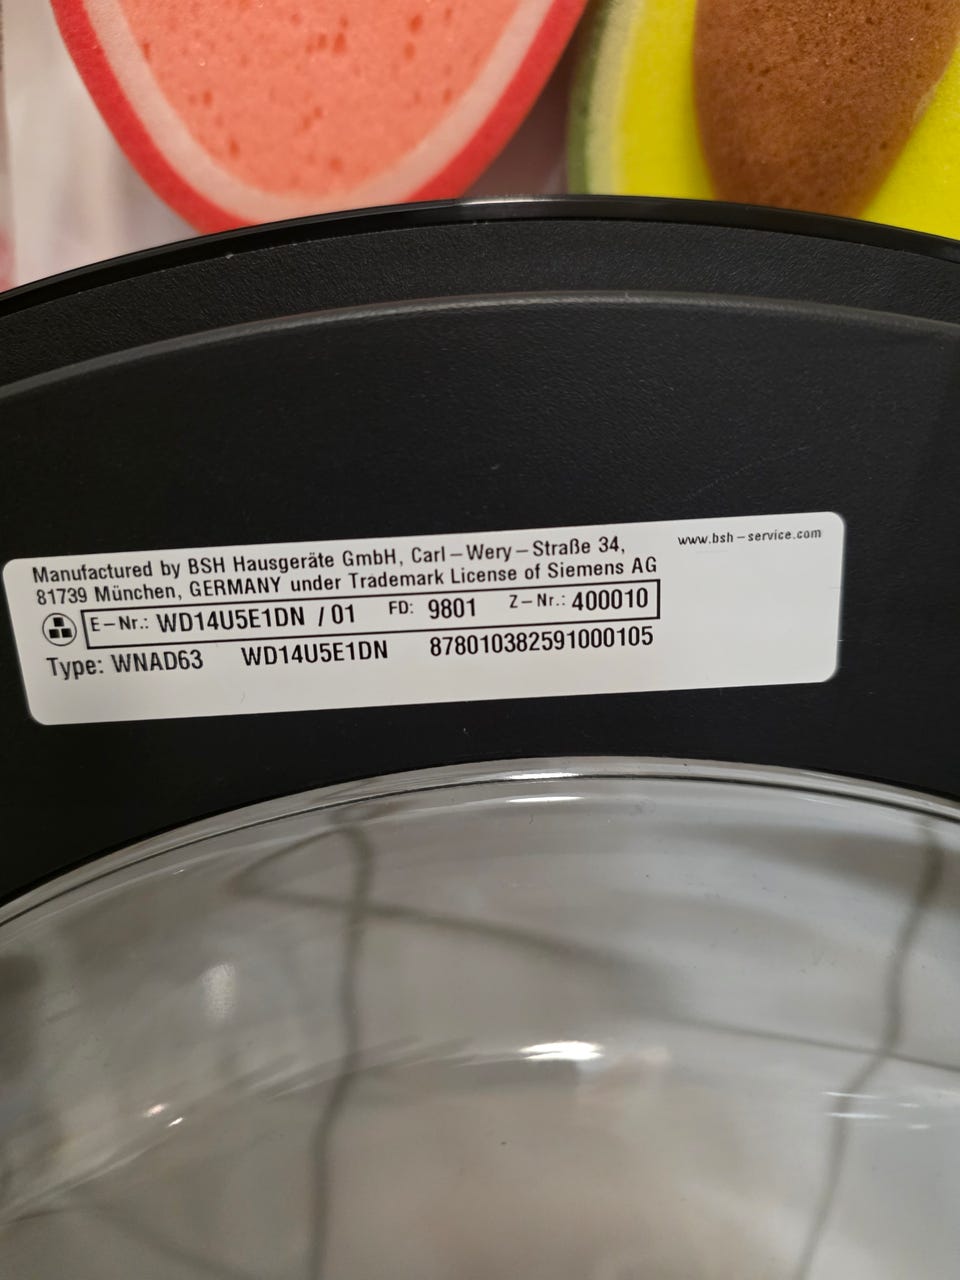 Manufactured by BSH Hausgeräte GmbH, Carl-Wery-Straße 34,
www.bsh-service.com
81739 München, GERMANY under Trademark License of Siemens AG
E-Nr.: WD14U5E1DN / 01 FD: 9801 Z-Nr.: 400010
Type: WNAD63 WD14U5E1DN 878010382591000105